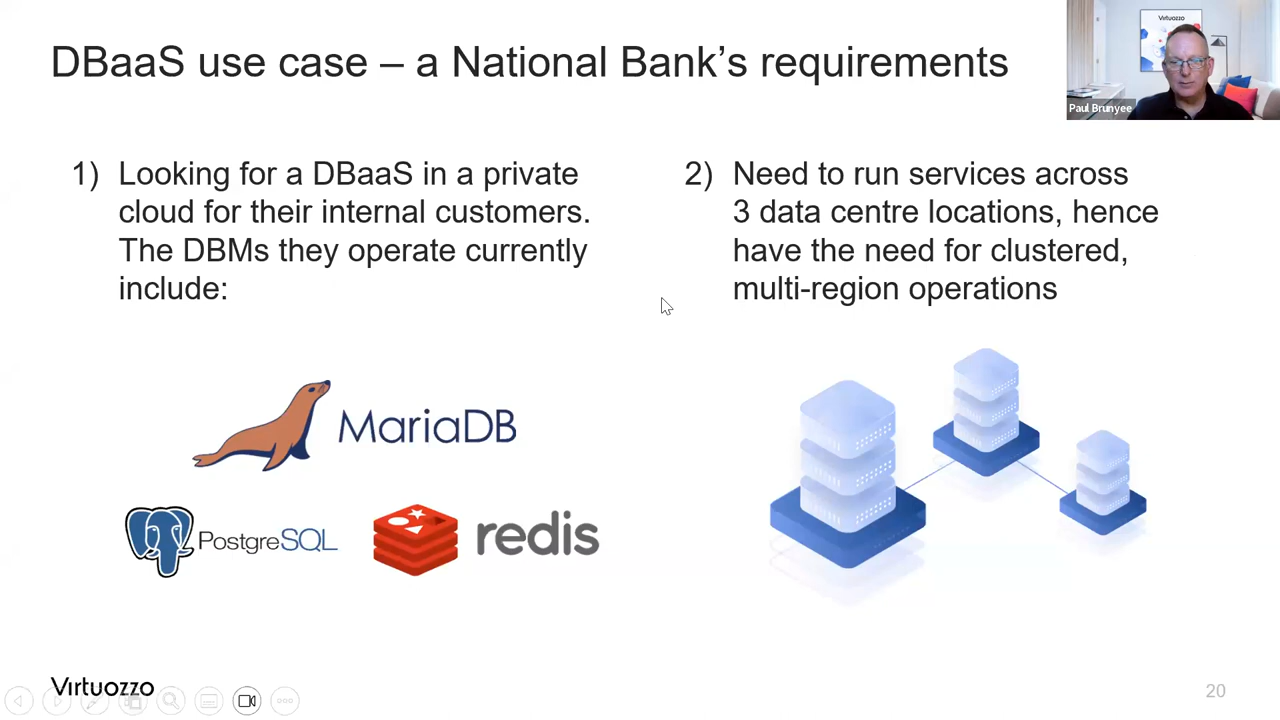 DBaaS use case – a National Bank's requirements
Virtuozzo
Paul Brunyee
1) Looking for a DBaaS in a private
cloud for their internal customers.
The DBMs they operate currently
include:
2) Need to run services across
3 data centre locations, hence
have the need for clustered,
multi-region operations
MariaDB
PostgreSQL
redis
Virtuozzo
20